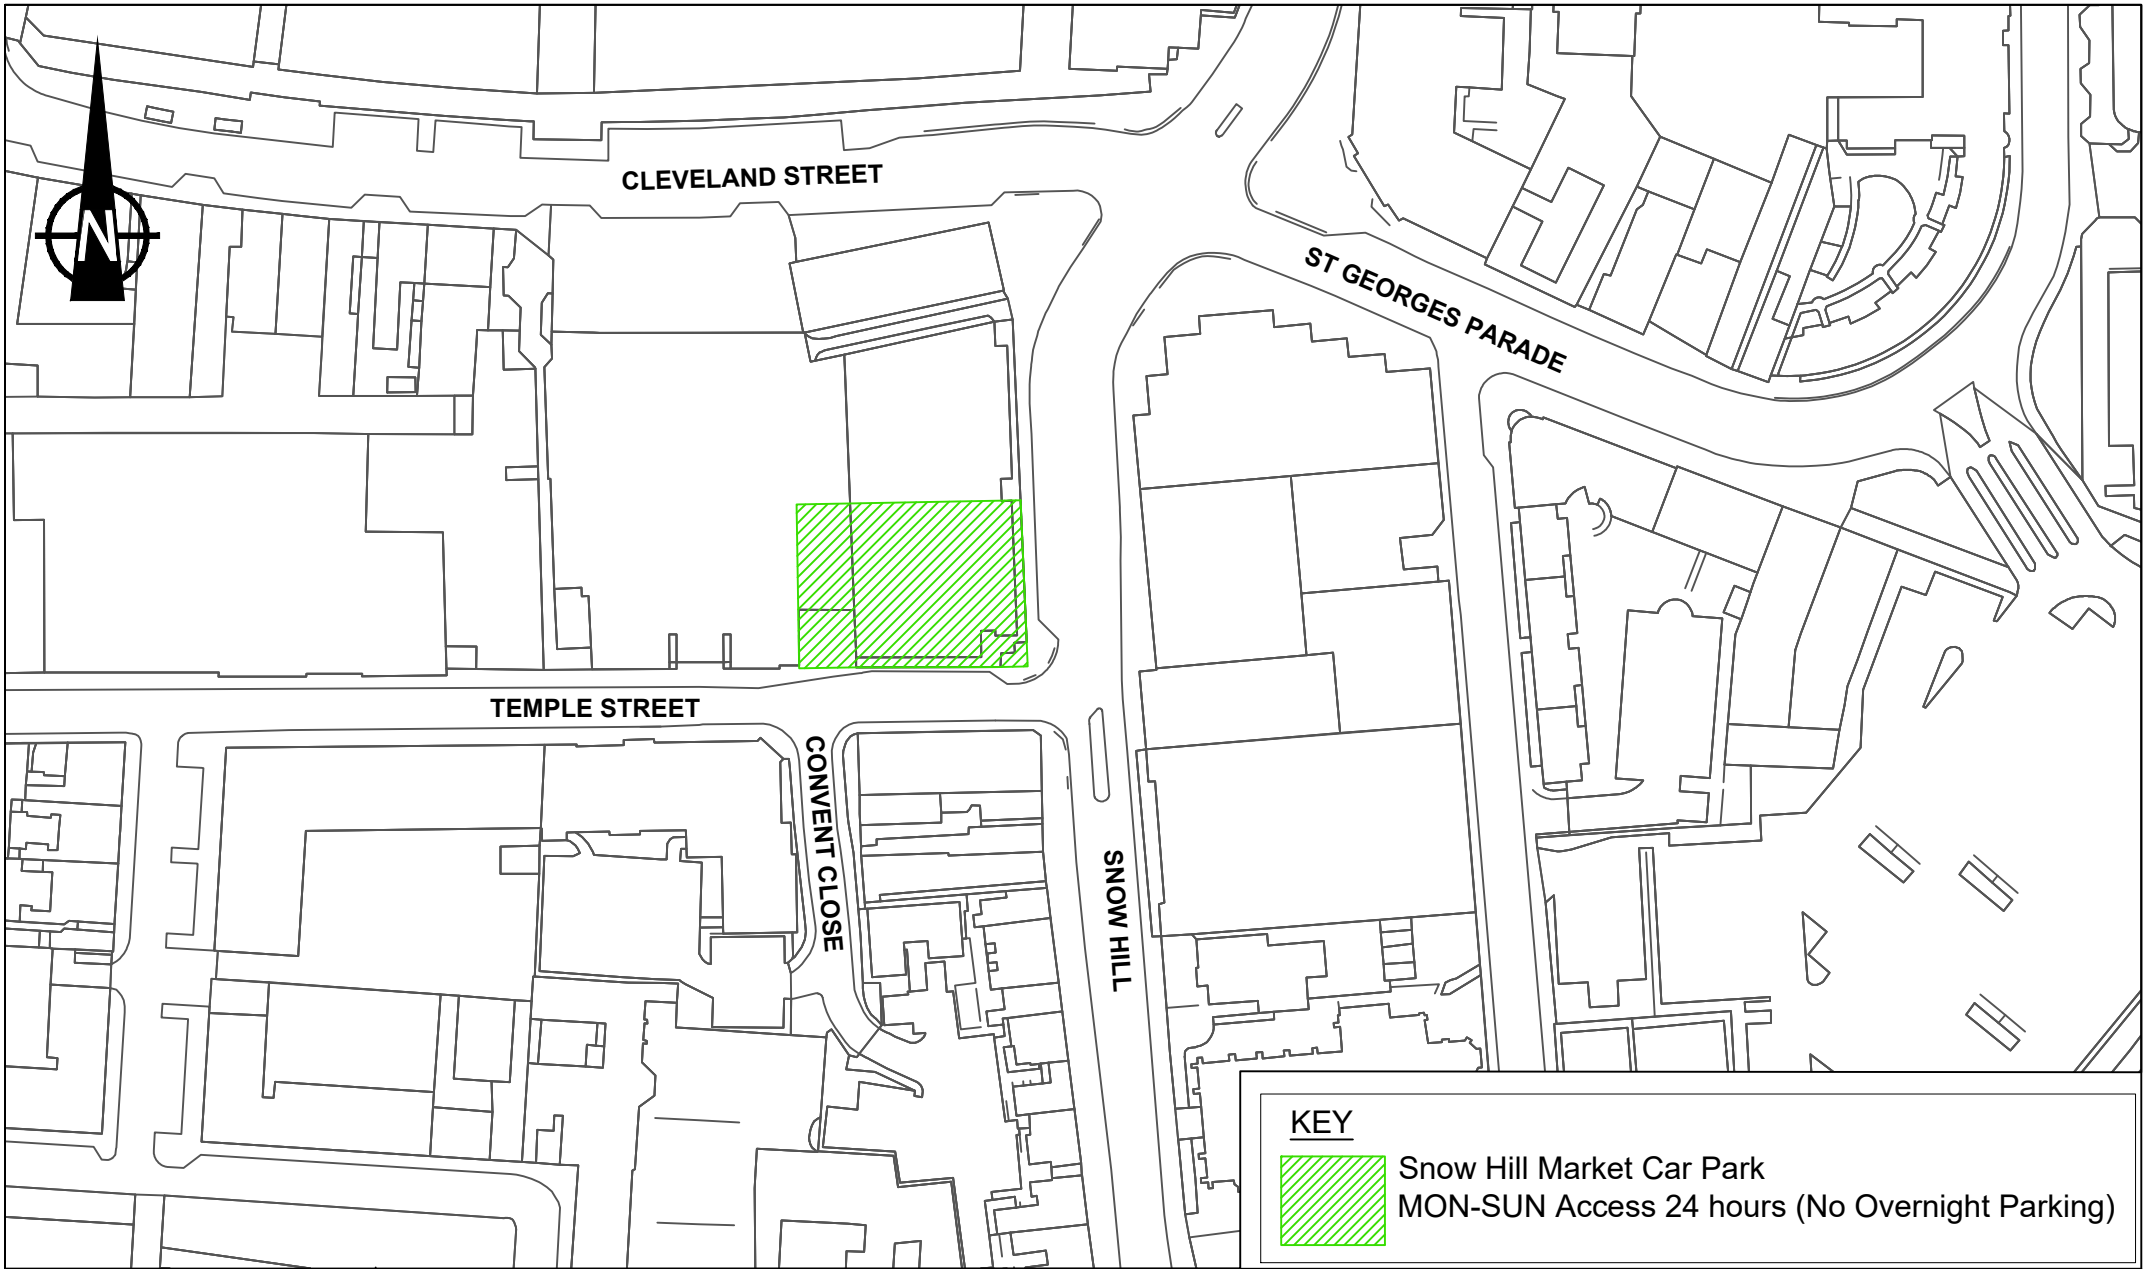 CLEVELAND STREET
N
ST GEORGES PARADE
TEMPLE STREET
CONVENT CLOSE
SNOW HILL
KEY
Snow Hill Market Car Park
MON-SUN Access 24 hours (No Overnight Parking)